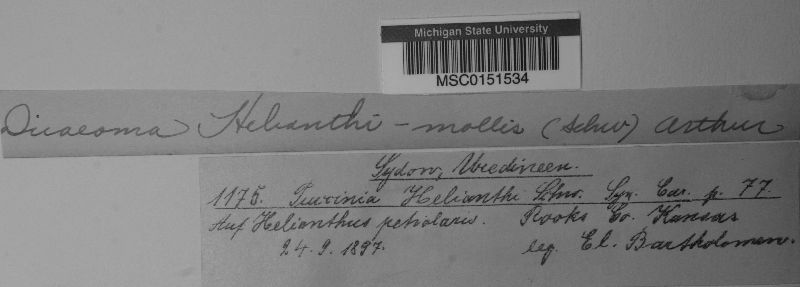 Michigan State University
MSC0151534
Dicaeoma Helianthi - mollis (Schw) Arthur
Sydow, Uredineen.
1175. Puccinia Helianthi Schw. Syn. Car. p. 77.
Auf Helianthus petiolaris. Rooks Co. Kansas
24. 9. 1897. leg. El. Bartholomew.